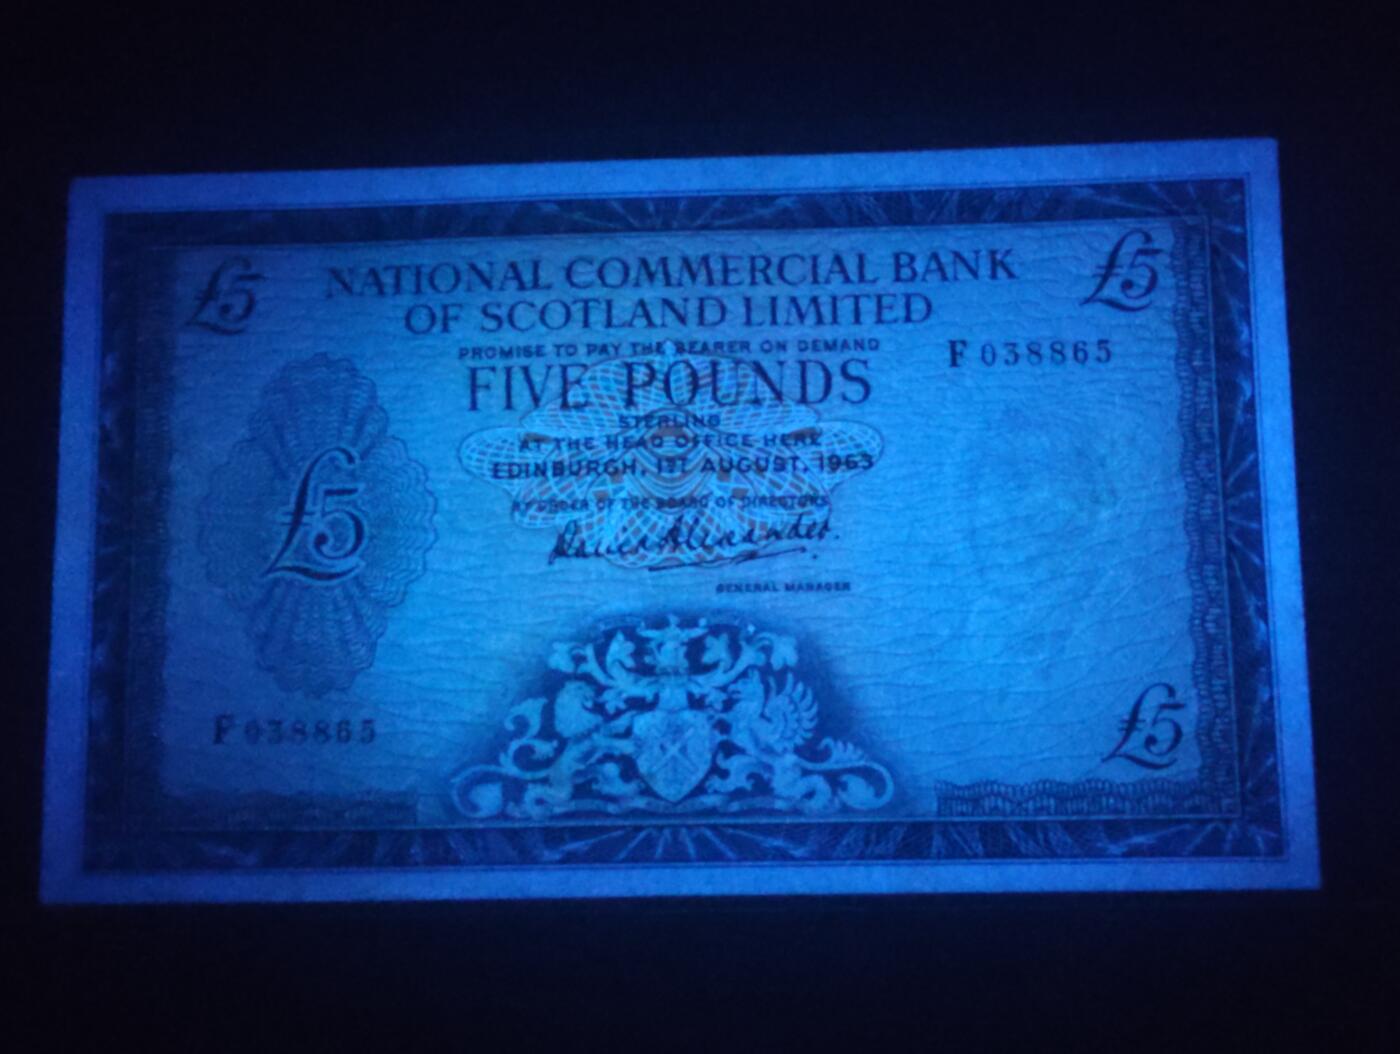 £5 £5
NATIONAL COMMERCIAL BANK
OF SCOTLAND LIMITED
PROMISE TO PAY THE BEARER ON DEMAND
F 038865
FIVE POUNDS
STERLING
AT THE HEAD OFFICE HERE
EDINBURGH, 1ST AUGUST, 1963
BY ORDER OF THE BOARD OF DIRECTORS
£5
David Alexander.
GENERAL MANAGER
F 038865
£5